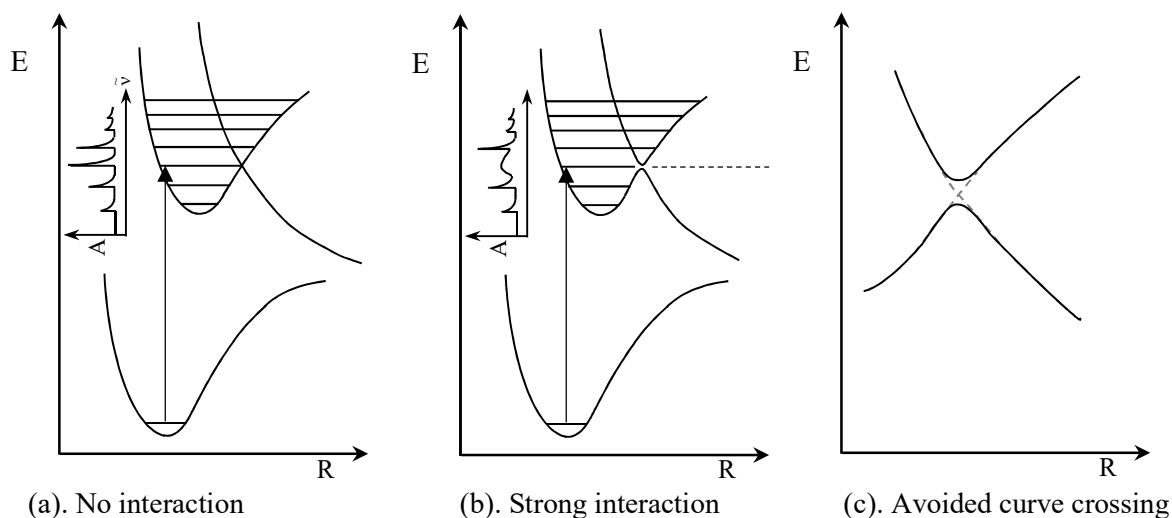 E
ṽ
A
R
(a). No interaction
E
ṽ
A
R
(b). Strong interaction
E
R
(c). Avoided curve crossing